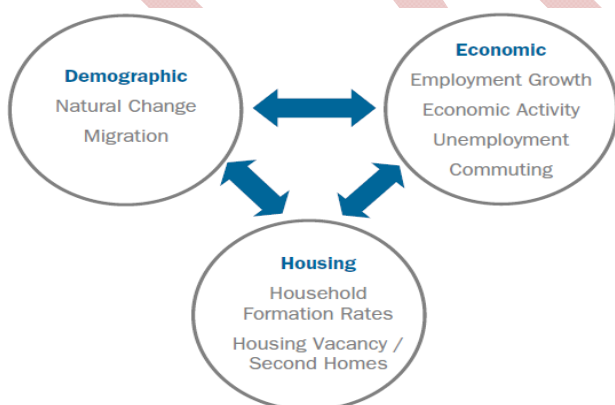 Demographic
Natural Change
Migration
Economic
Employment Growth
Economic Activity
Unemployment
Commuting
Housing
Household
Formation Rates
Housing Vacancy /
Second Homes